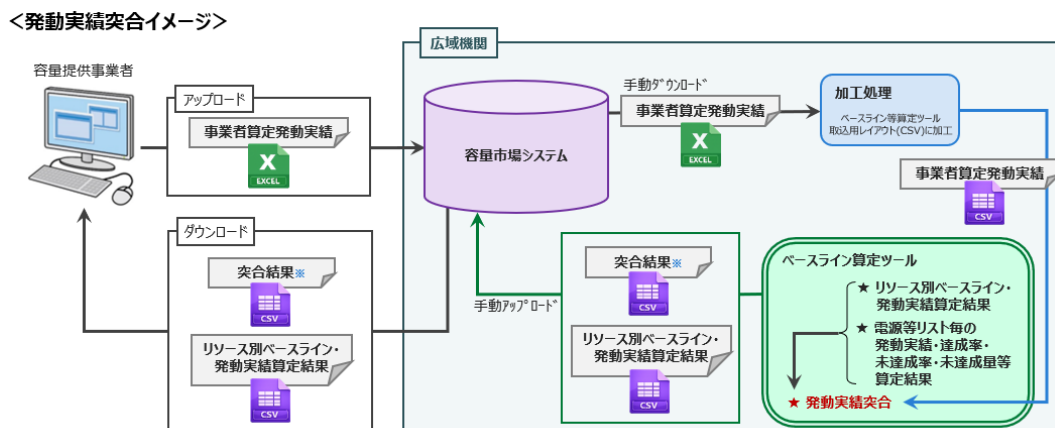 ＜発動実績突合イメージ＞
広域機関
容量提供事業者
アップロード
事業者算定発動実績
X
EXCEL
容量市場システム
手動ダウンロード
事業者算定発動実績
X
EXCEL
加工処理
ベースライン等算定ツール
取込用レイアウト(CSV)に加工
事業者算定発動実績
CSV
ダウンロード
突合結果※
CSV
リソース別ベースライン・
発動実績算定結果
CSV
手動アップロード
突合結果※
CSV
リソース別ベースライン・
発動実績算定結果
CSV
ベースライン算定ツール
★ リソース別ベースライン・
発動実績算定結果
★ 電源等リスト毎の
発動実績・達成率・
未達成率・未達成量等
算定結果
★ 発動実績突合